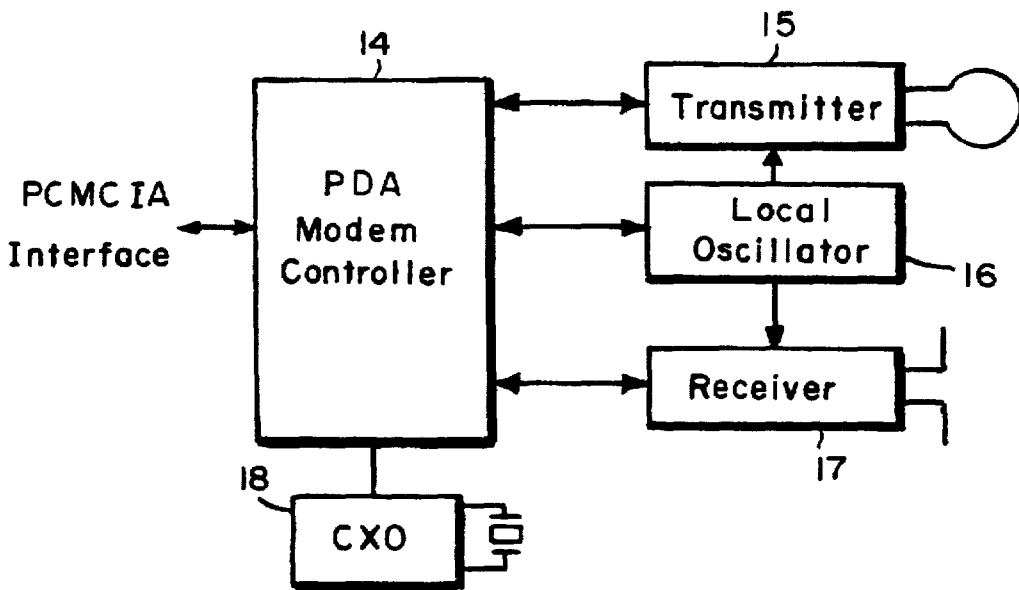 14
15
Transmitter
PCMCIA
Interface
PDA
Modem
Controller
Local
Oscillator
16
Receiver
17
18
CXO